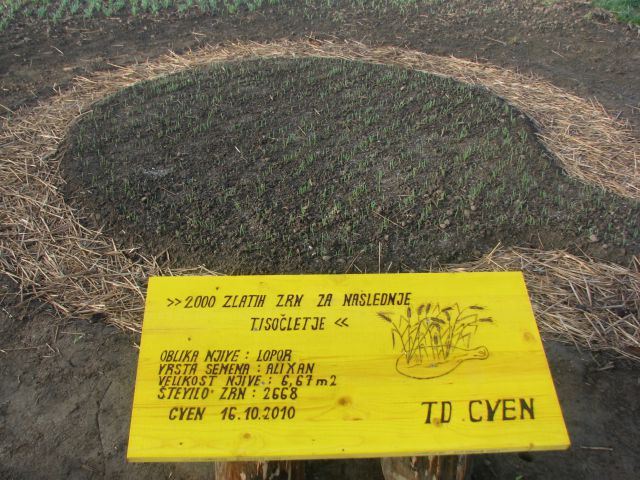 >> 2000 ZLATIH ZRN ZA NASLEDNJE
TISOČLETJE <<
OBLIKA NJIVE : LOPOR
VRSTA SEMENA : ALIXAN
VELIKOST NJIVE : 6,67 m2
ŠTEVILO ZRN : 2668
CVEN 16.10.2010
TD CVEN